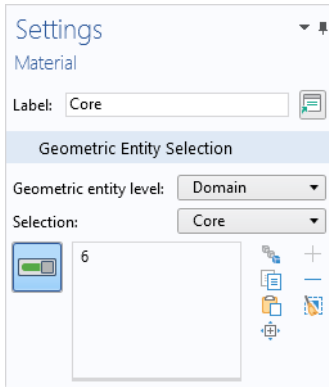 Settings
Material
Label: Core
Geometric Entity Selection
Geometric entity level: Domain
Selection: Core
6